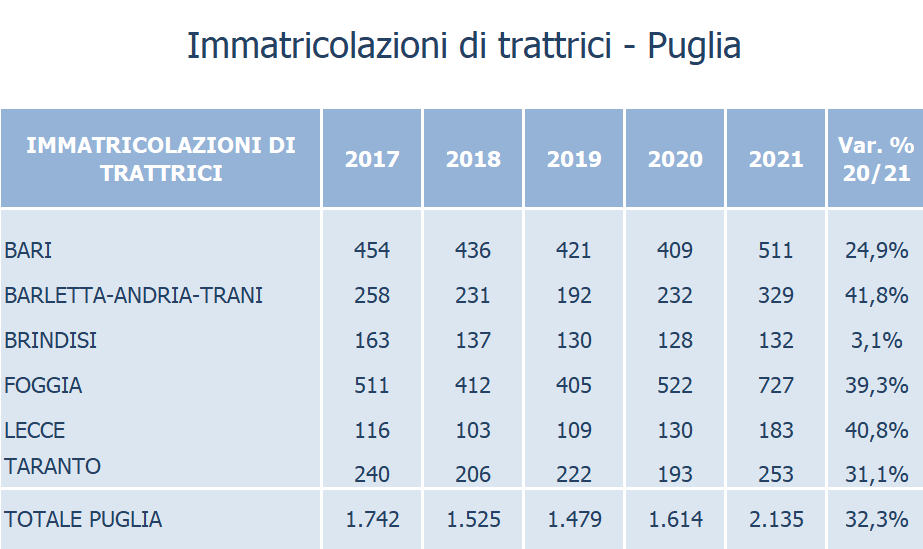 Immatricolazioni di trattrici - Puglia
IMMATRICOLAZIONI DI TRATTRICI 2017 2018 2019 2020 2021 Var. % 20/21
BARI 454 436 421 409 511 24,9%
BARLETTA-ANDRIA-TRANI 258 231 192 232 329 41,8%
BRINDISI 163 137 130 128 132 3,1%
FOGGIA 511 412 405 522 727 39,3%
LECCE 116 103 109 130 183 40,8%
TARANTO 240 206 222 193 253 31,1%
TOTALE PUGLIA 1.742 1.525 1.479 1.614 2.135 32,3%